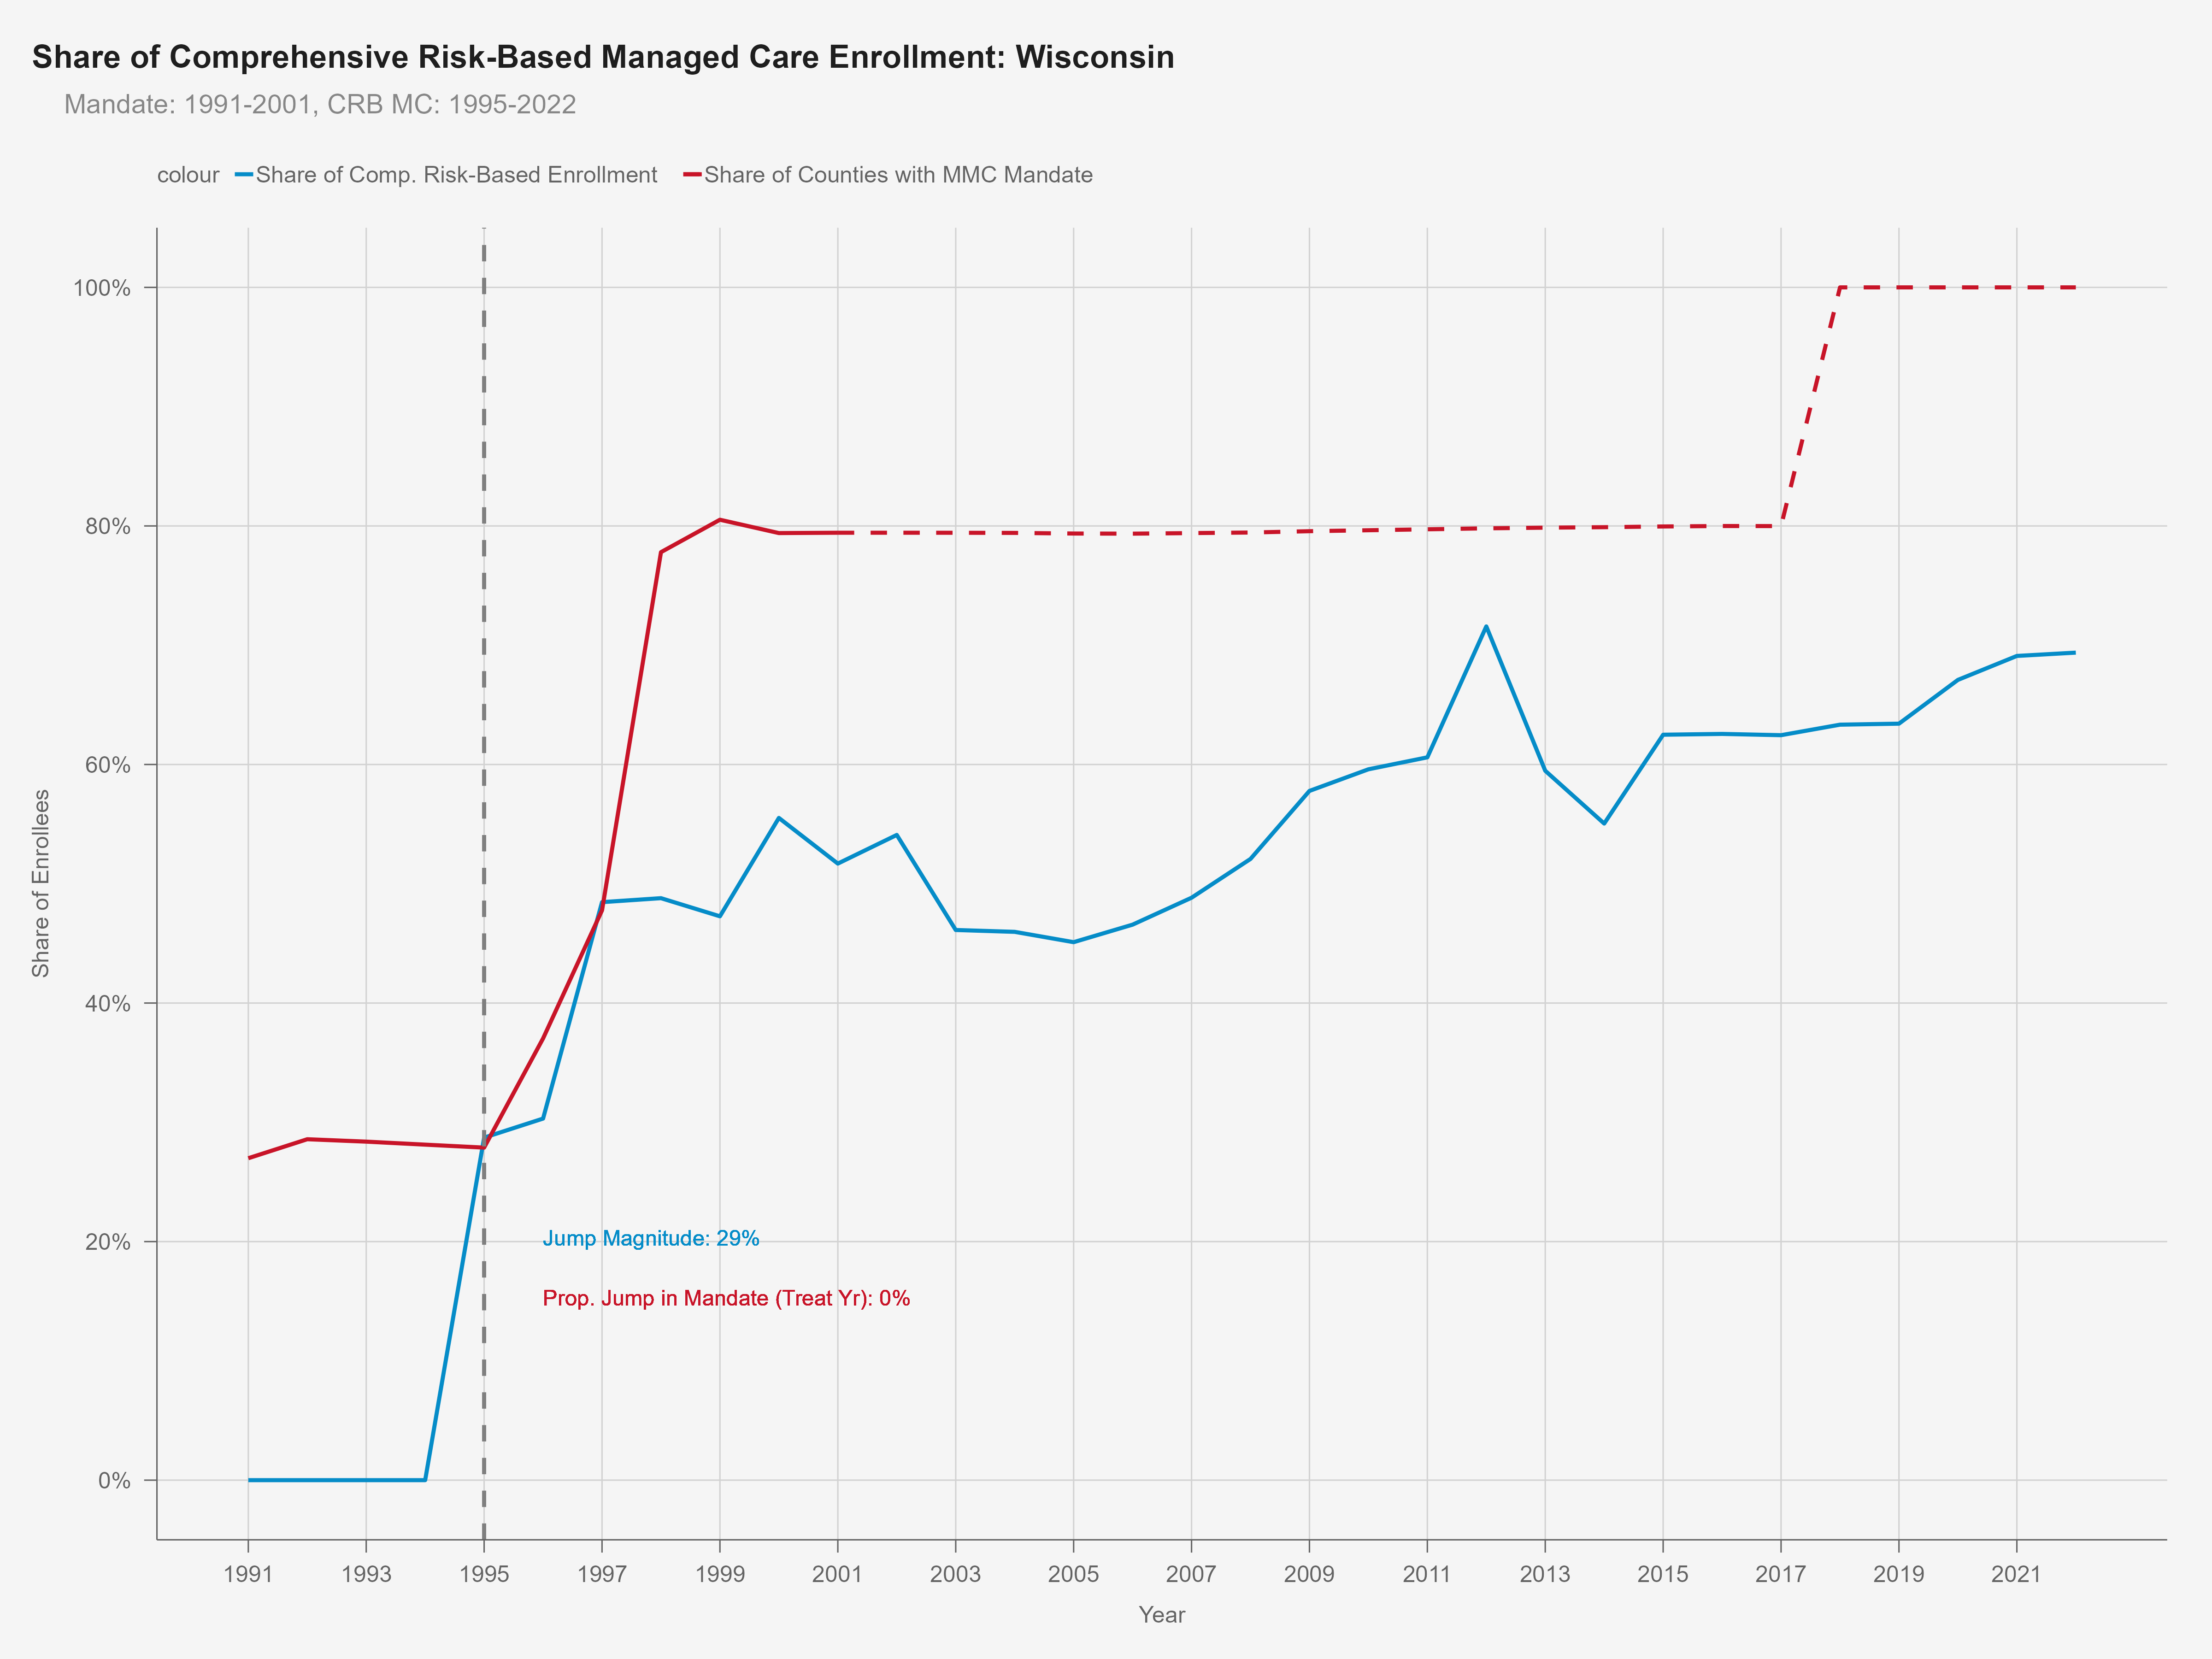 Share of Comprehensive Risk-Based Managed Care Enrollment: Wisconsin
Mandate: 1991-2001, CRB MC: 1995-2022
colour Share of Comp. Risk-Based Enrollment Share of Counties with MMC Mandate
100%
80%
60%
40%
20%
0%
Share of Enrollees
Jump Magnitude: 29%
Prop. Jump in Mandate (Treat Yr): 0%
1991 1993 1995 1997 1999 2001 2003 2005 2007 2009 2011 2013 2015 2017 2019 2021
Year